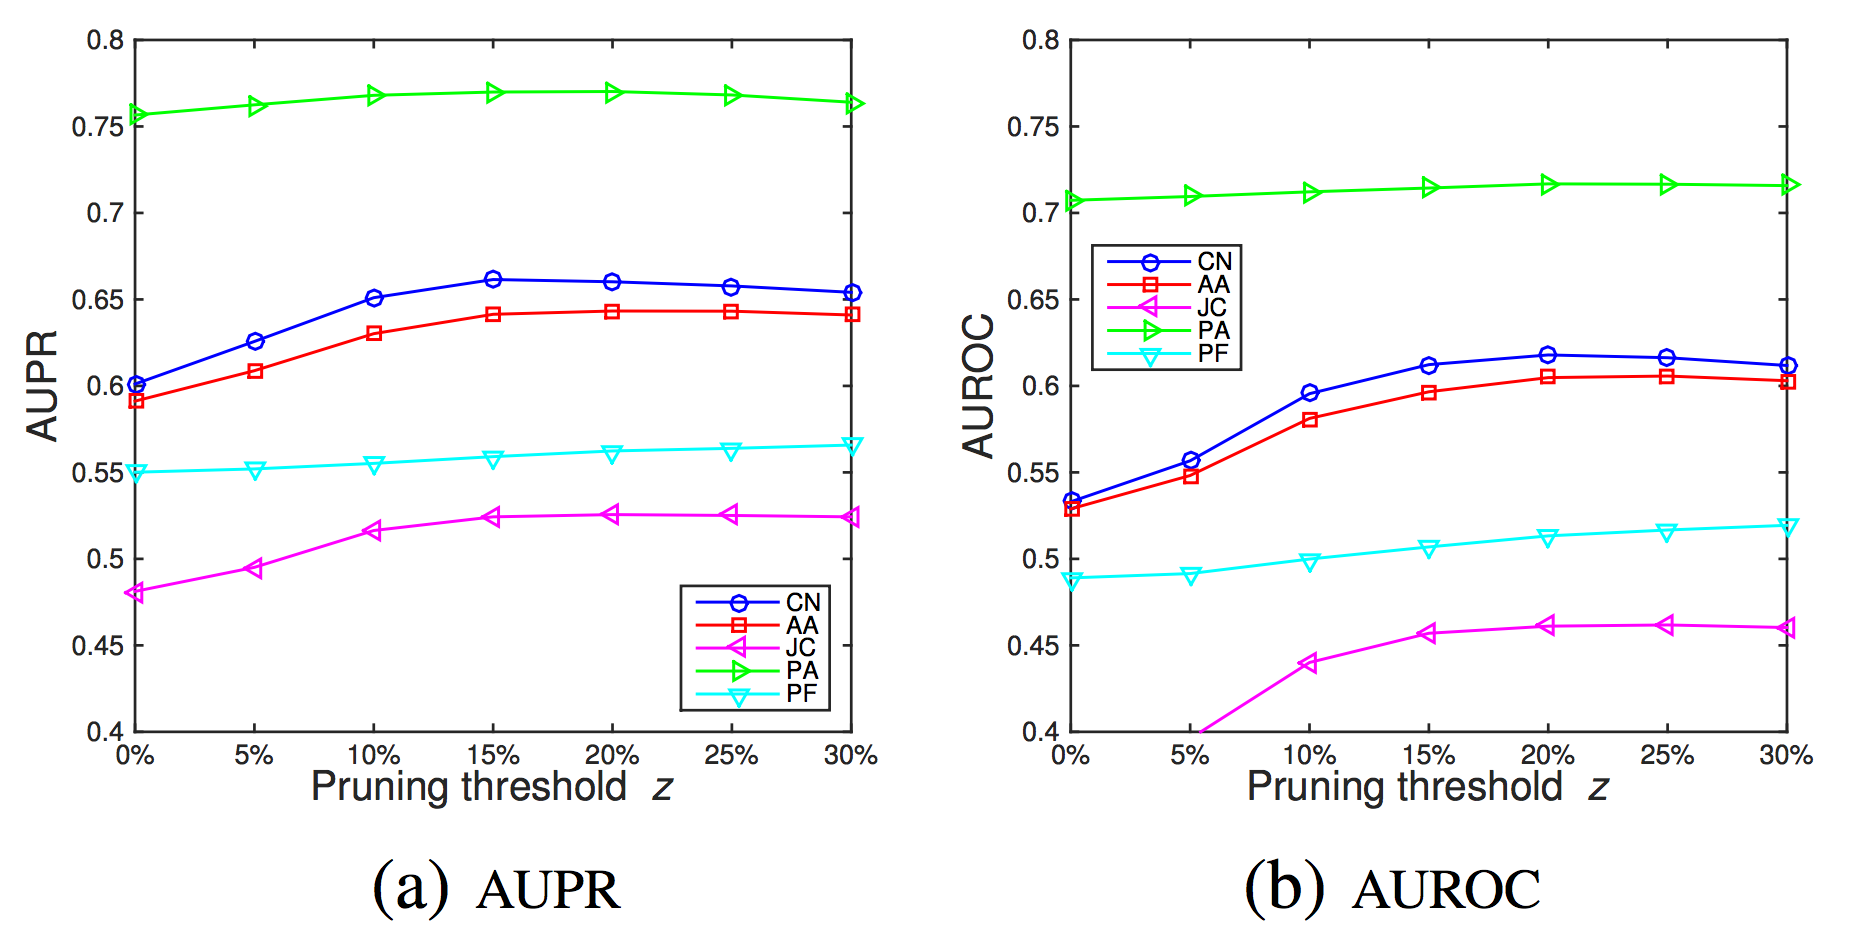 0.8
0.75
0.7
0.65
0.6
0.55
0.5
0.45
0.4
AUPR
CN
AA
JC
PA
PF
0% 5% 10% 15% 20% 25% 30%
Pruning threshold z
(a) AUPR
0.8
0.75
0.7
0.65
0.6
0.55
0.5
0.45
0.4
AUROC
CN
AA
JC
PA
PF
0% 5% 10% 15% 20% 25% 30%
Pruning threshold z
(b) AUROC